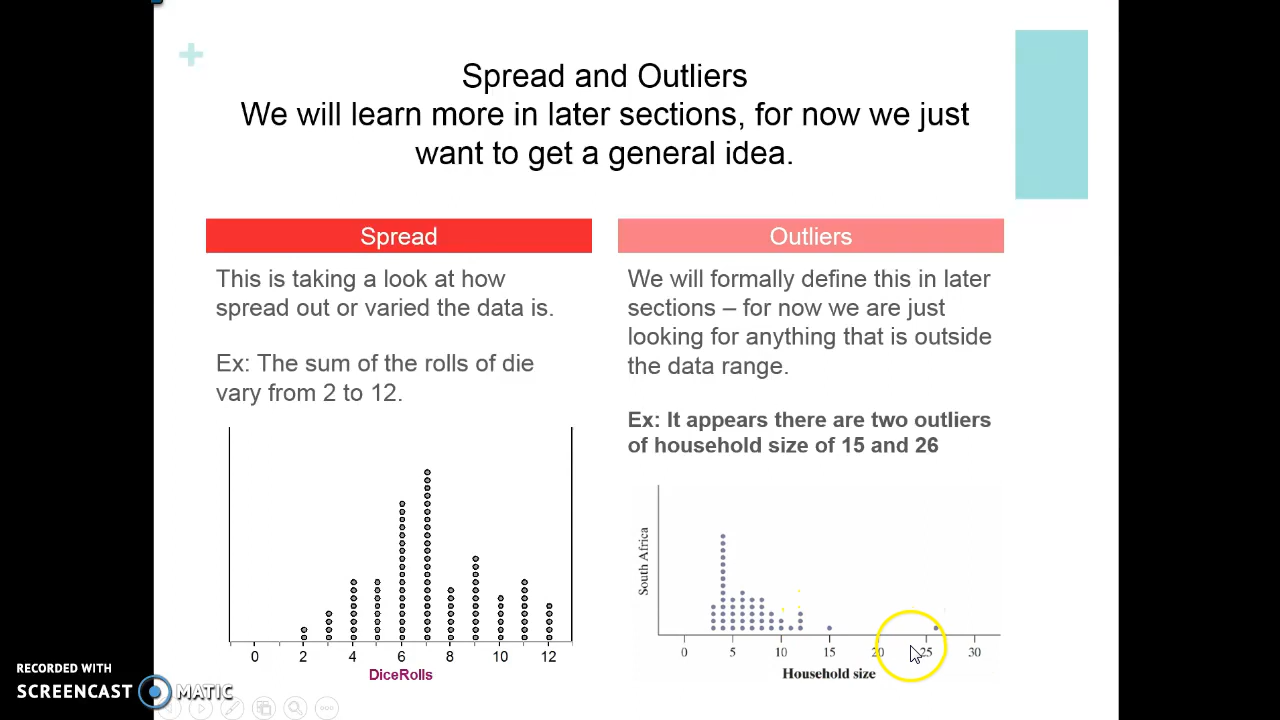 Spread and Outliers
We will learn more in later sections, for now we just
want to get a general idea.
Spread
This is taking a look at how
spread out or varied the data is.
Ex: The sum of the rolls of die
vary from 2 to 12.
0 2 4 6 8 10 12
DiceRolls
Outliers
We will formally define this in later
sections – for now we are just
looking for anything that is outside
the data range.
Ex: It appears there are two outliers
of household size of 15 and 26
South Africa
0 5 10 15 20 25 30
Household size
RECORDED WITH
SCREENCAST MATIC